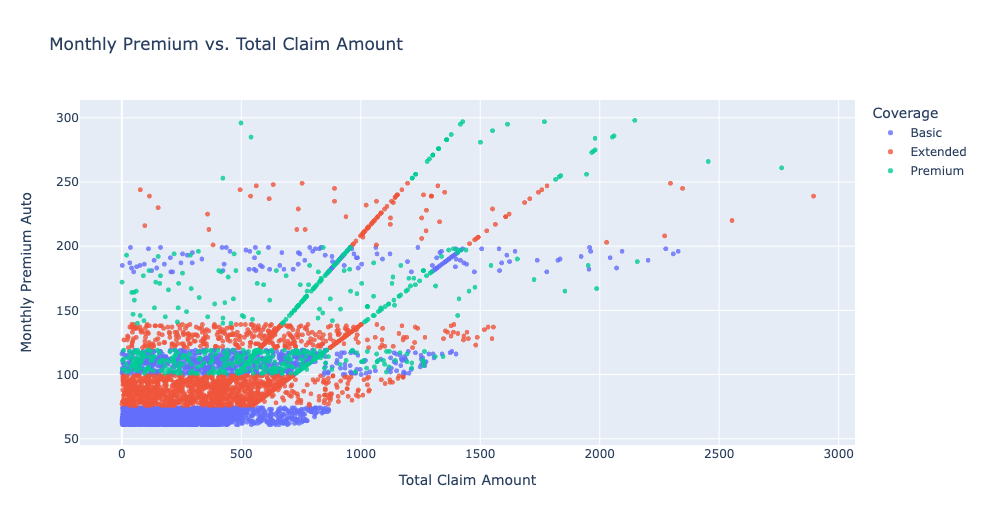 Monthly Premium vs. Total Claim Amount
Coverage
Basic
Extended
Premium
Monthly Premium Auto
300
250
200
150
100
50
0
500
1000
1500
2000
2500
3000
Total Claim Amount